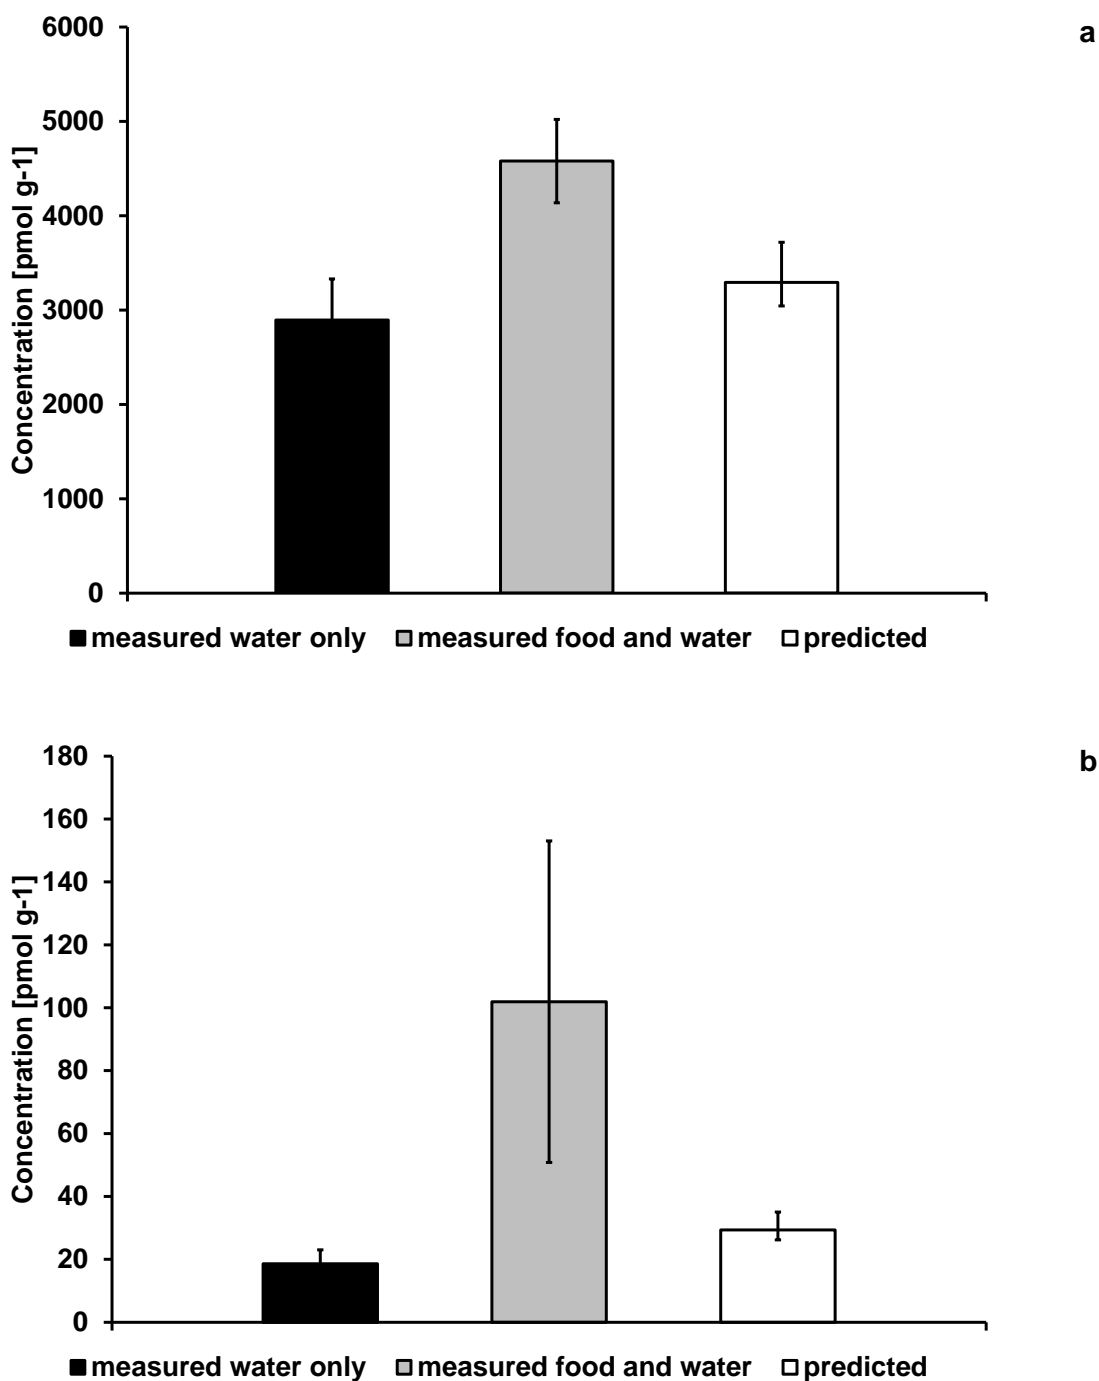 a
6000
5000
4000
3000
2000
1000
0
Concentration [pmol g-1]
measured water only measured food and water predicted
b
180
160
140
120
100
80
60
40
20
0
Concentration [pmol g-1]
measured water only measured food and water predicted